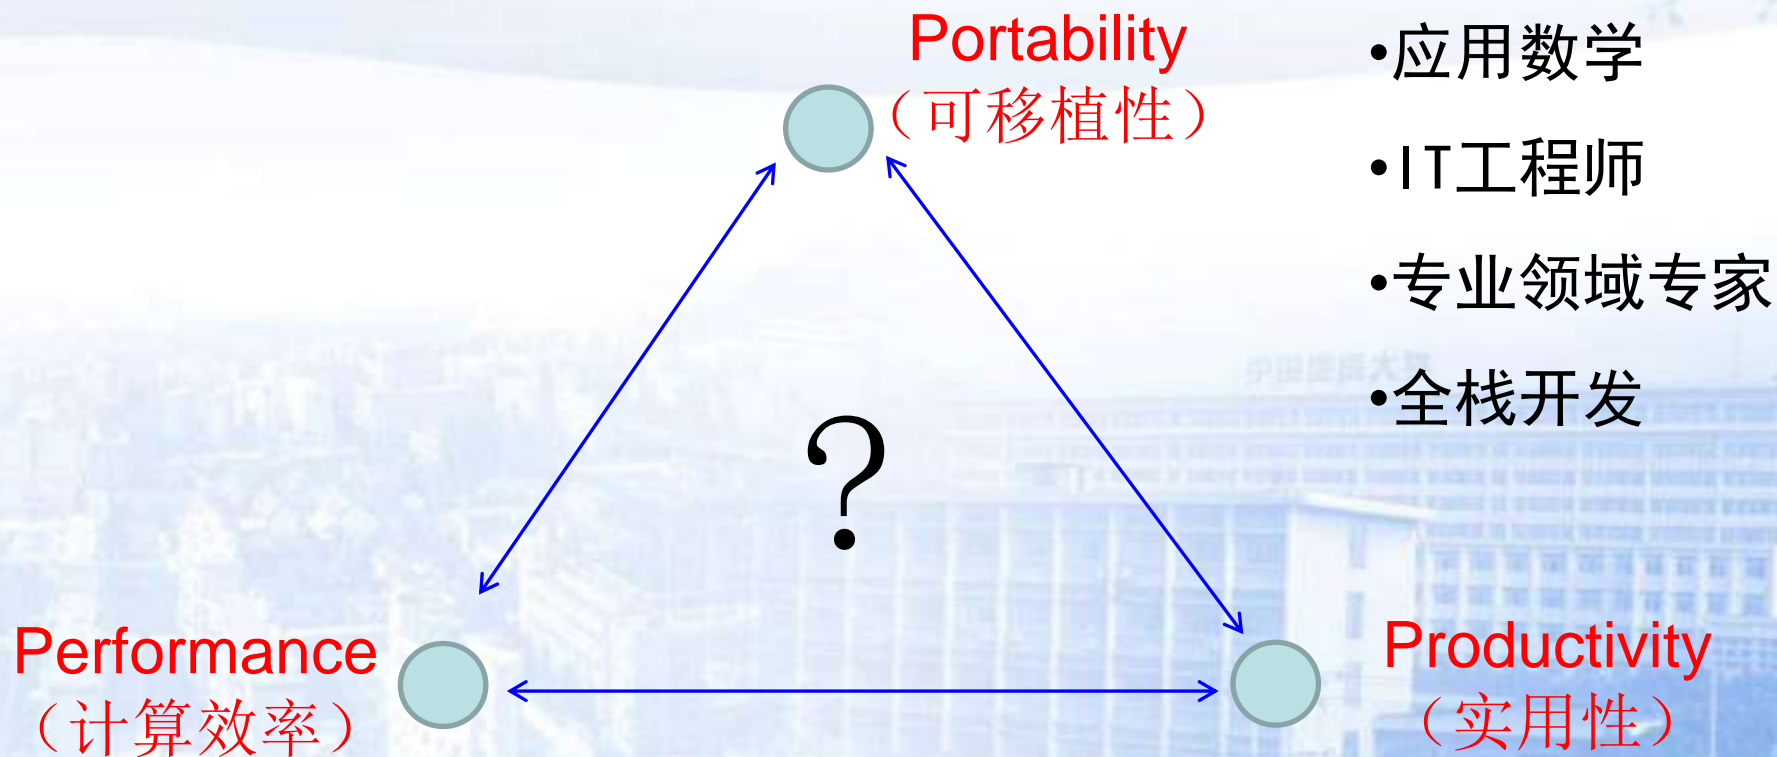 Portability
（可移植性）
•应用数学
•IT工程师
•专业领域专家
•全栈开发
？
Performance
（计算效率）
Productivity
（实用性）